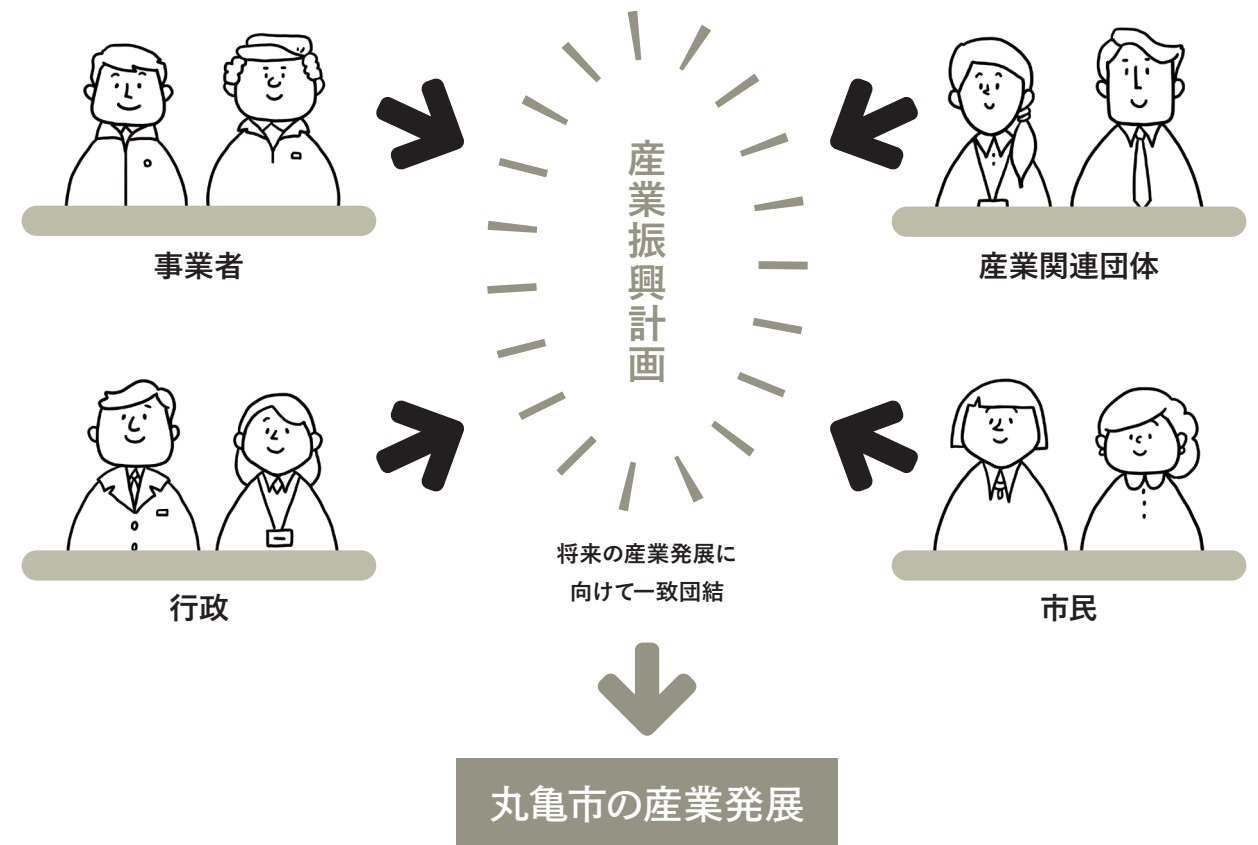 産業振興計画
事業者
産業関連団体
行政
市民
将来の産業発展に
向けて一致団結
丸亀市の産業発展